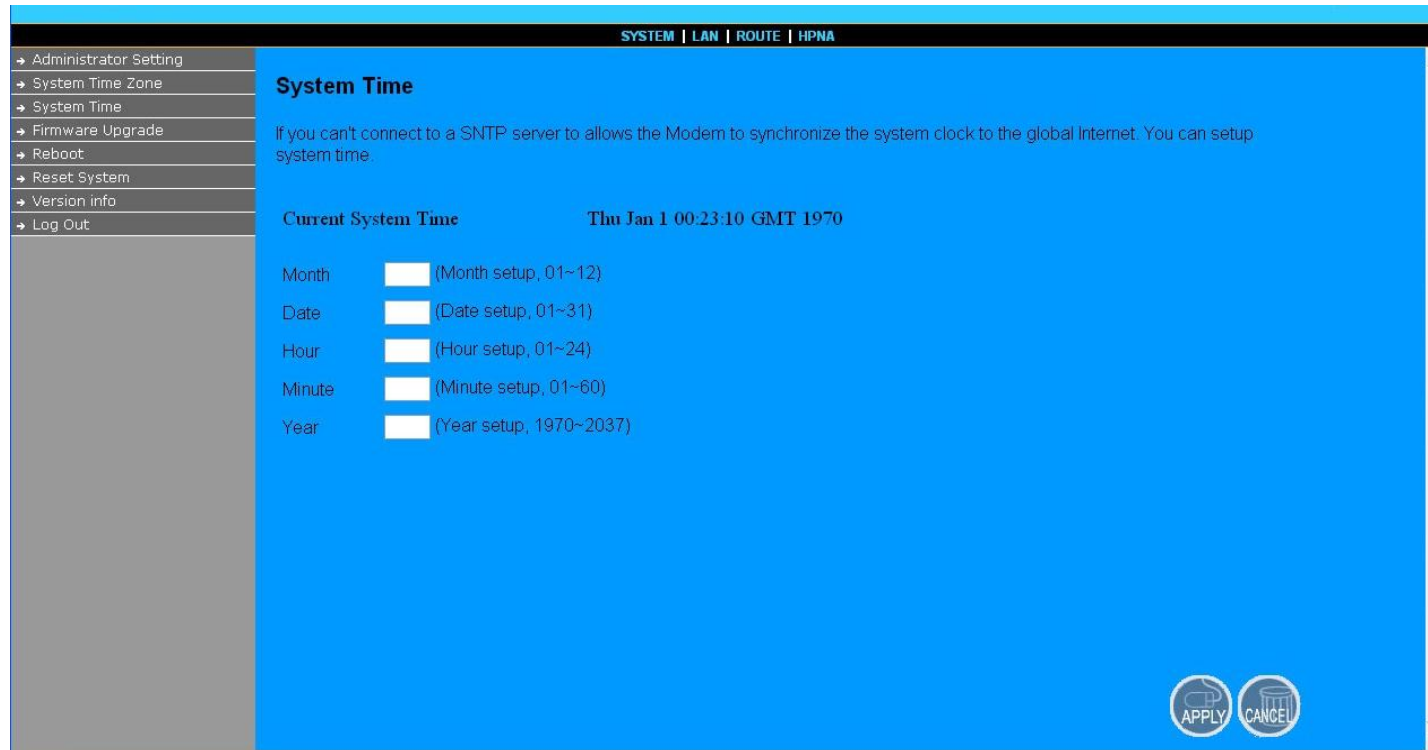 SYSTEM | LAN | ROUTE | HPNA
Administrator Setting
System Time Zone
System Time
Firmware Upgrade
Reboot
Reset System
Version info
Log Out
System Time
If you can't connect to a SNTP server to allows the Modem to synchronize the system clock to the global Internet. You can setup
system time.
Current System Time Thu Jan 1 00:23:10 GMT 1970
Month (Month setup, 01~12)
Date (Date setup, 01~31)
Hour (Hour setup, 01~24)
Minute (Minute setup, 01~60)
Year (Year setup, 1970~2037)
APPLY CANCEL